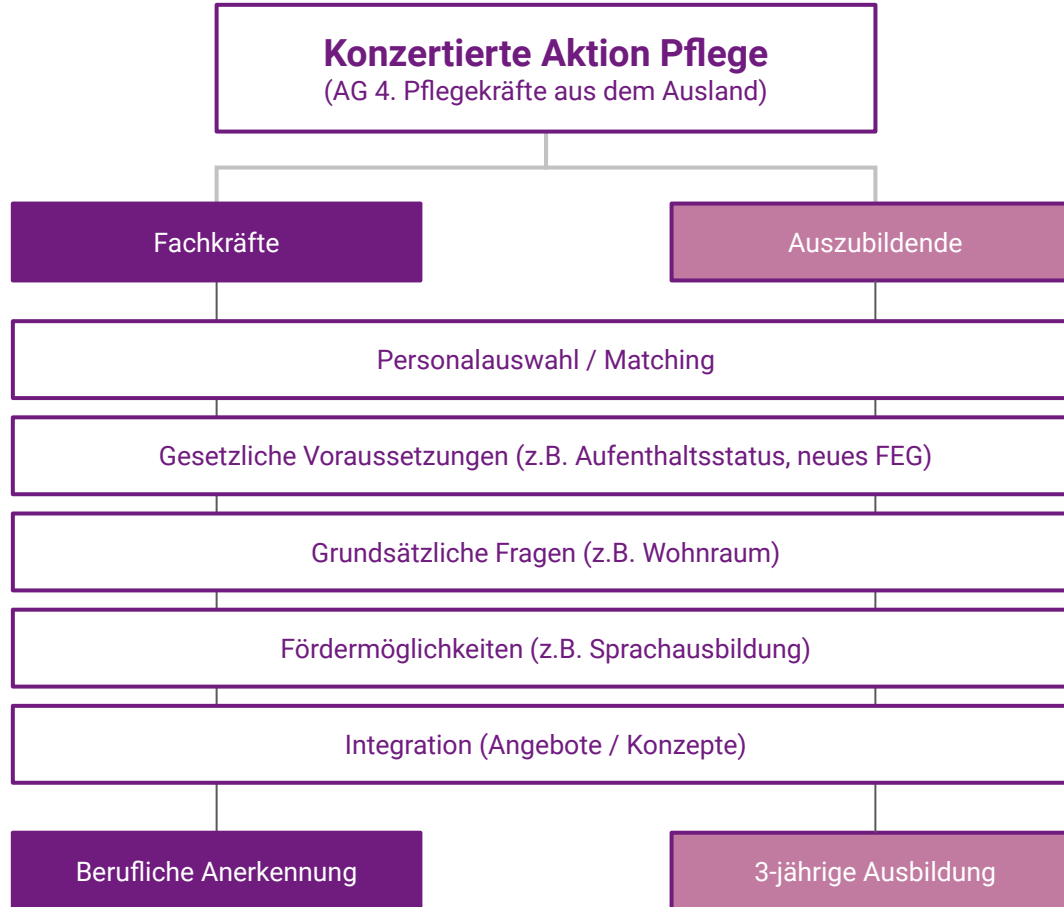 Konzertierte Aktion Pflege
(AG 4. Pflegekräfte aus dem Ausland)
Fachkräfte
Auszubildende
Personalauswahl / Matching
Gesetzliche Voraussetzungen (z.B. Aufenthaltsstatus, neues FEG)
Grundsätzliche Fragen (z.B. Wohnraum)
Fördermöglichkeiten (z.B. Sprachausbildung)
Integration (Angebote / Konzepte)
Berufliche Anerkennung
3-jährige Ausbildung